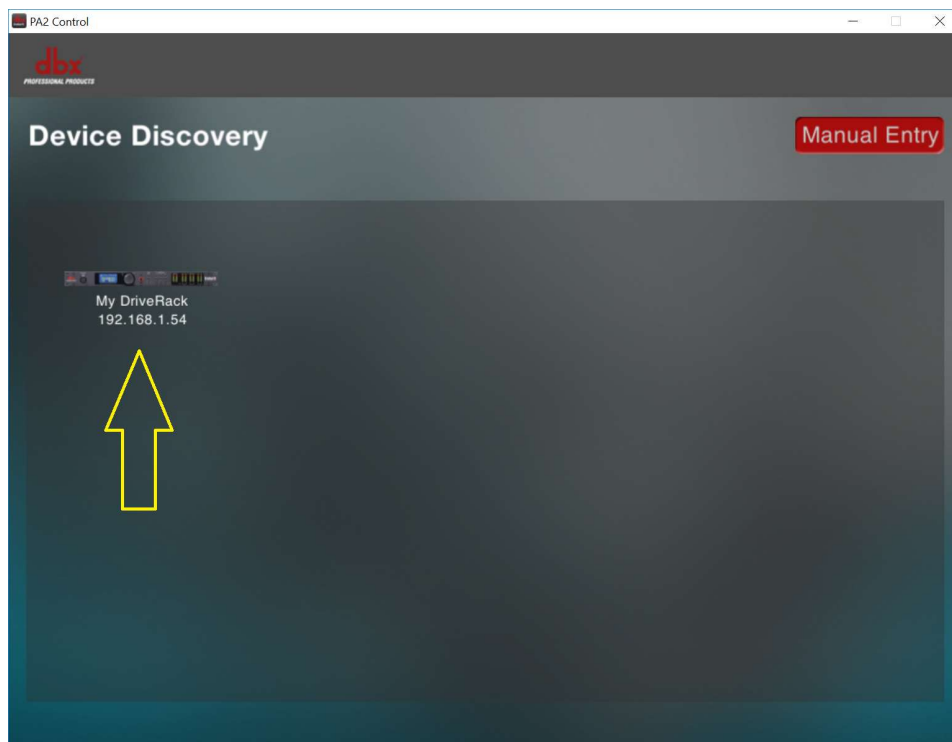 PA2 Control
dbx
PROFESSIONAL PRODUCTS
Device Discovery
Manual Entry
My DriveRack
192.168.1.54